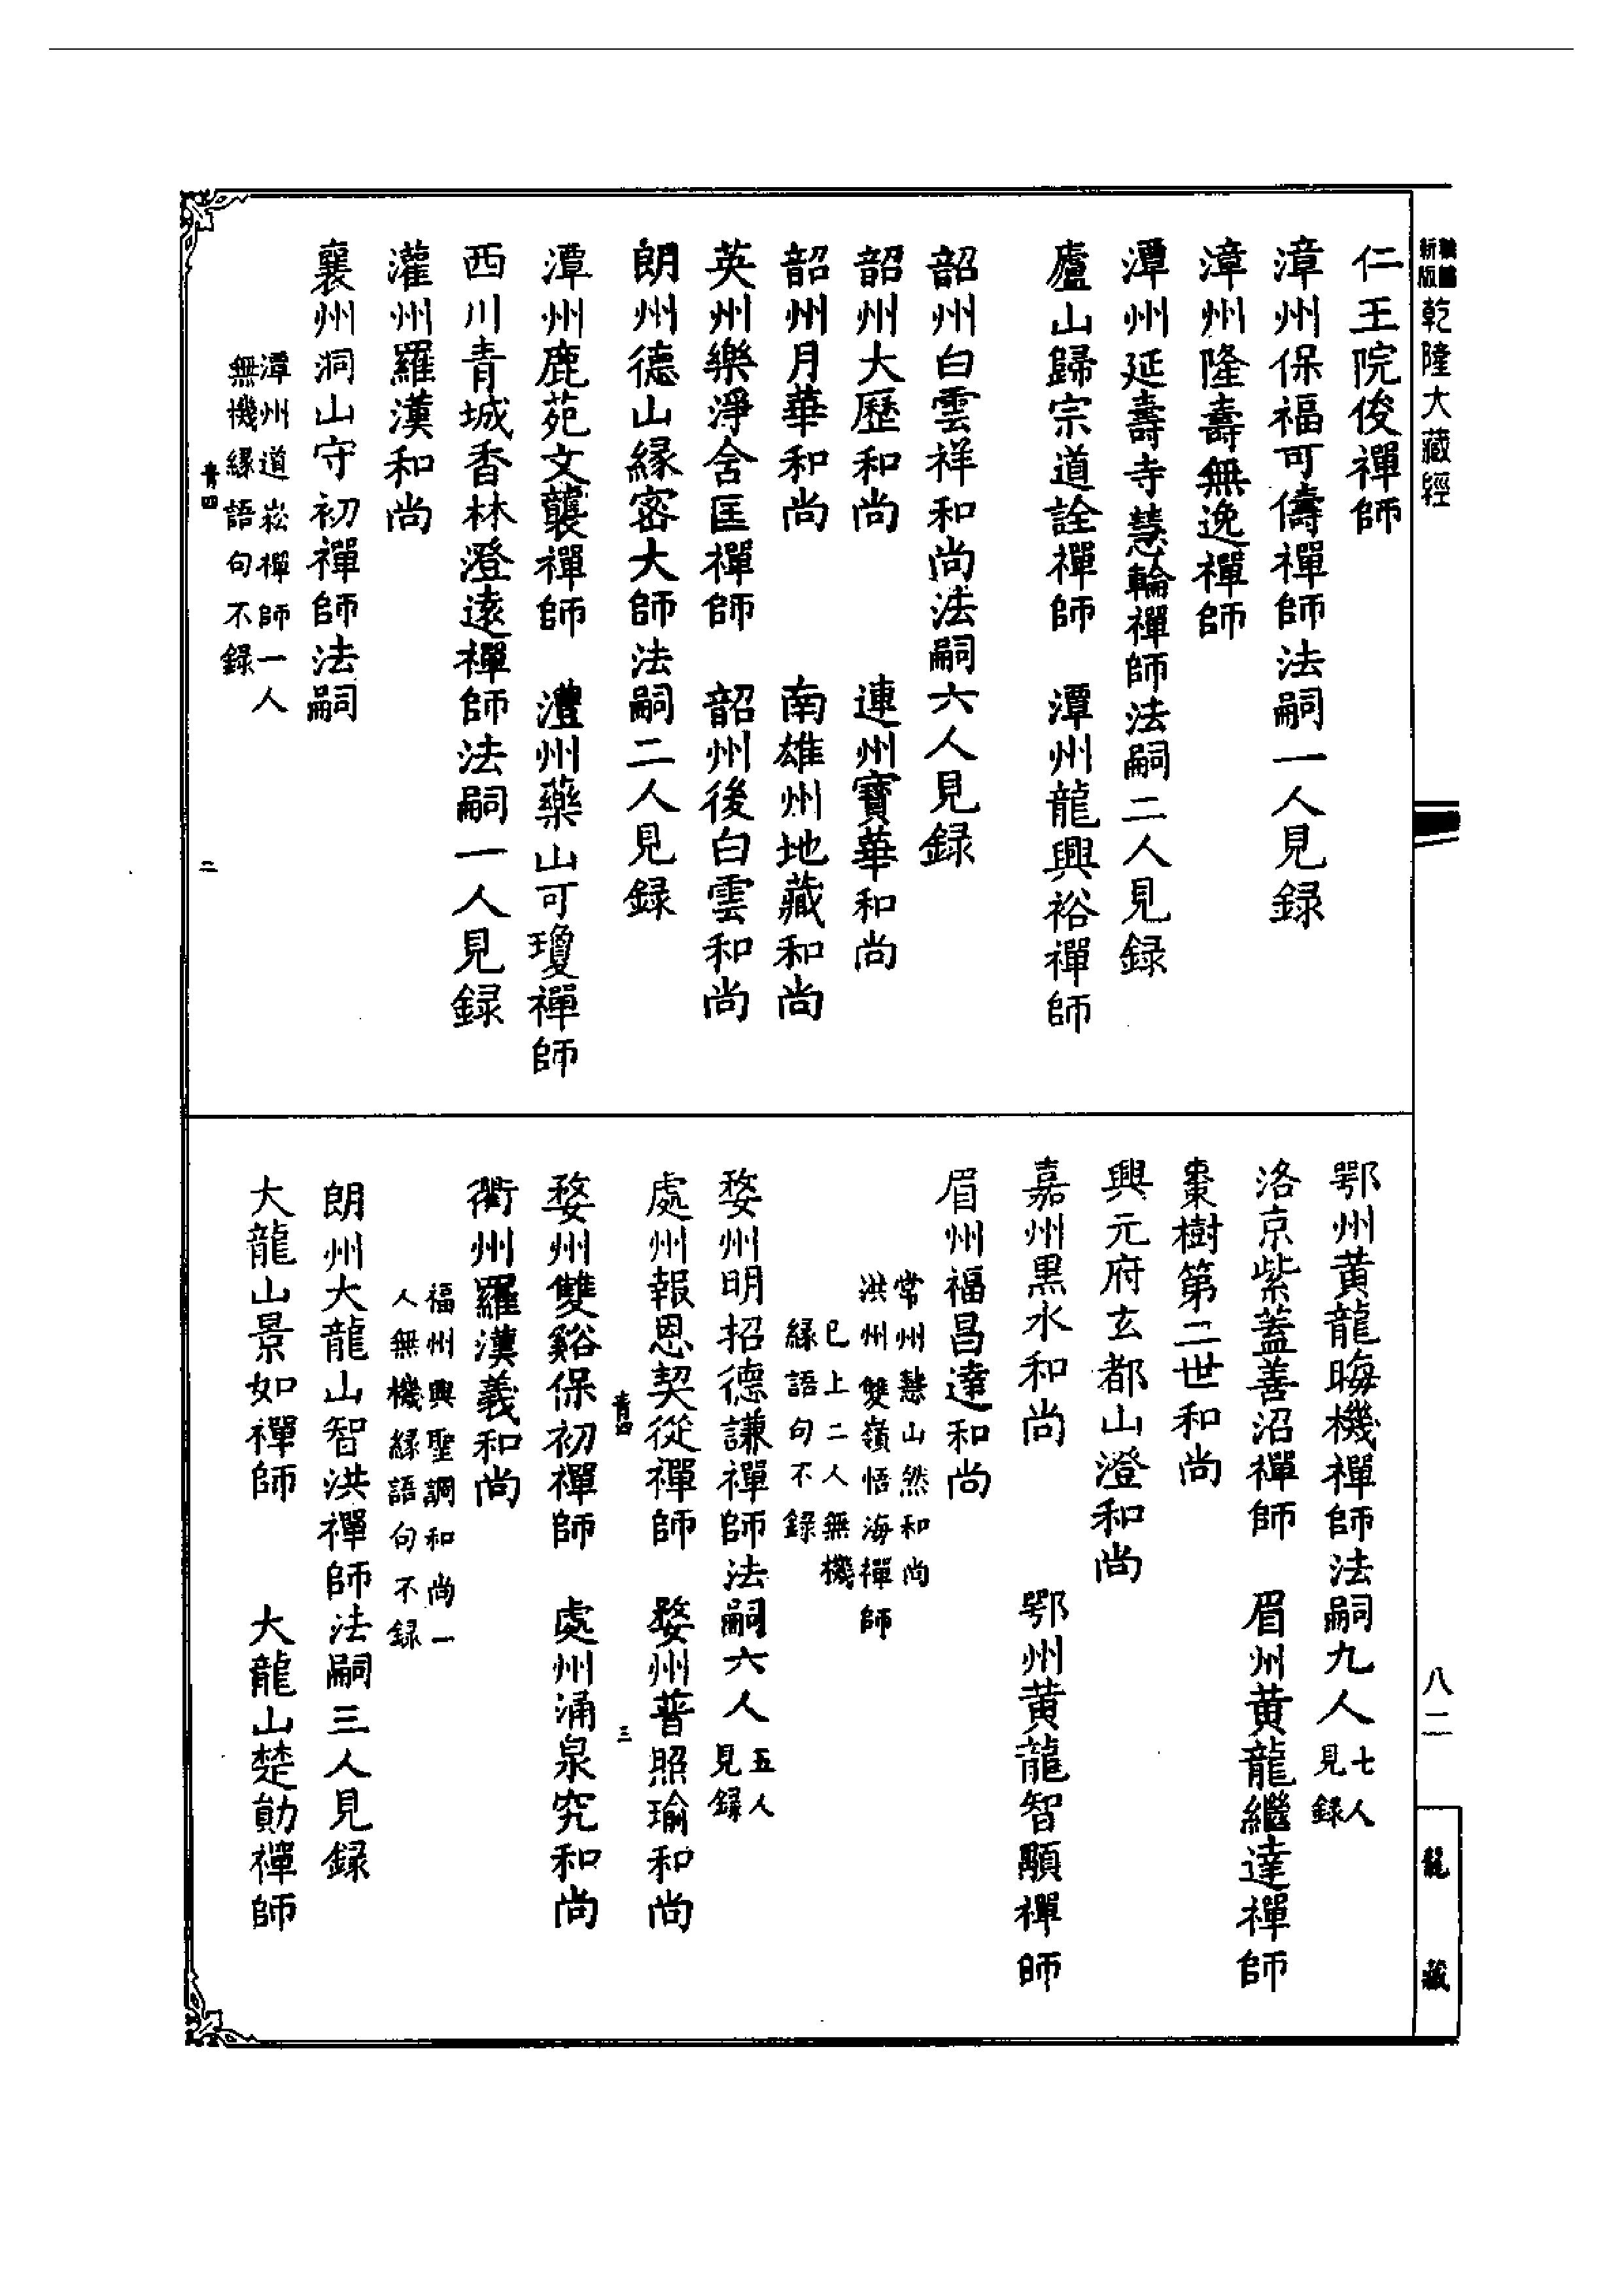 仁王院俊禪師
漳州保福可儔禪師法嗣一人見録
漳州隆壽無逸禪師
潭州延壽寺慧輪禪師法嗣二人見録
廬山歸宗道詮禪師　潭州龍興裕禪師
韶州白雲祥和尚法嗣六人見録
韶州大歷和尚　連州寶華和尚
韶州月華和尚　南雄州地藏和尚
英州樂淨含匡禪師　韶州後白雲和尚
朗州德山緣密大師法嗣二人見録
潭州鹿苑文襲禪師　澧州藥山可瓊禪師
西川青城香林澄遠禪師法嗣一人見録
灌州羅漢和尚
襄州洞山守初禪師法嗣
潭州道崧禪師一人
無機緣語句不録
青四　二
鄂州黃龍晦機禪師法嗣九人七人見録
洛京紫蓋善沼禪師　眉州黃龍繼達禪師
棗樹第二世和尚
興元府玄都山澄和尚
嘉州黑水和尚　鄂州黃龍智顒禪師
眉州福昌達和尚
常州慧山然和尚
洪州雙嶺悟海禪師
已上二人無機
緣語句不錄
婺州明招德謙禪師法嗣六人五人見録
處州報恩契從禪師　婺州普照瑜和尚
青四　三
婺州雙谿保初禪師　處州涌泉究和尚
衢州羅漢義和尚
福州興聖調和尚一
人無機緣語句不録
朗州大龍山智洪禪師法嗣三人見録
大龍山景如禪師　大龍山楚勛禪師
新版
乾隆大藏經
八二
龍藏